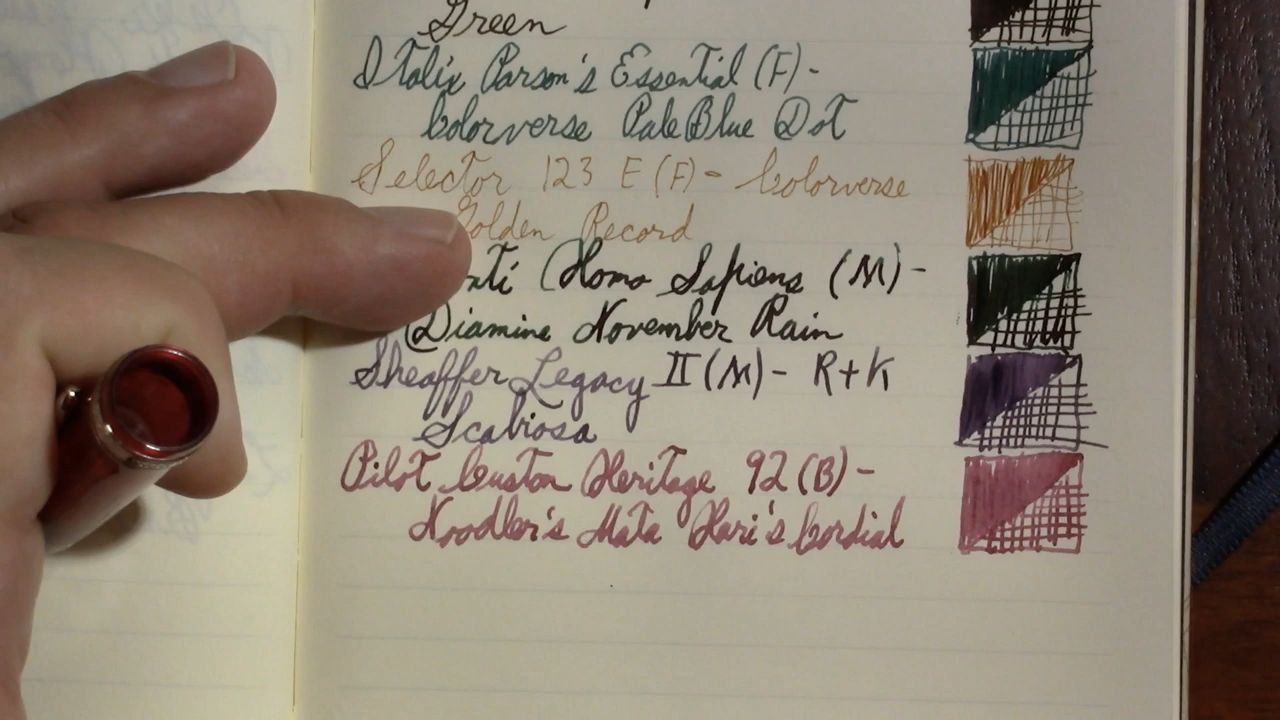 Green
Italix Parson's Essential (F) -
Colorverse Pale Blue Dot
Selector 123 E (F) - Colorverse
Golden Record
nti Homo Sapiens (M) -
Diamine November Rain
Sheaffer Legacy II (M) - R+K
Scabiosa
Pilot Custom Heritage 92 (B) -
Noodler's Mata Hari's Cordial